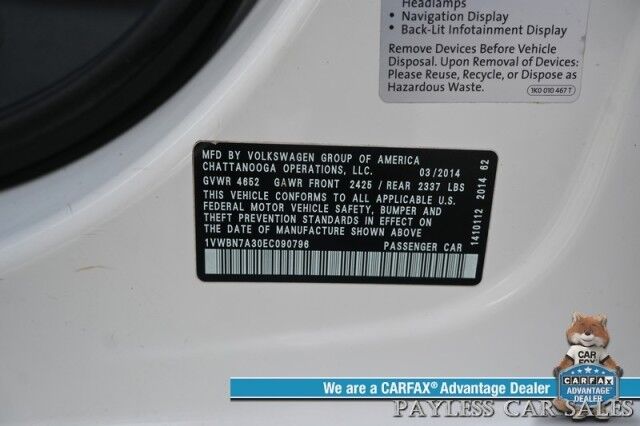 Headlamps
• Navigation Display
• Back-Lit Infotainment Display
Remove Devices Before Vehicle
Disposal. Upon Removal of Devices:
Please Reuse, Recycle, or Dispose as
Hazardous Waste.
1K0 010 467 T
MFD BY VOLKSWAGEN GROUP OF AMERICA
CHATTANOOGA OPERATIONS, LLC. 03/2014
GVWR 4652 GAWR FRONT 2425 / REAR 2337 LBS
THIS VEHICLE CONFORMS TO ALL APPLICABLE U.S.
FEDERAL MOTOR VEHICLE SAFETY, BUMPER AND
THEFT PREVENTION STANDARDS IN EFFECT ON
THE DATE OF MANUFACTURE SHOWN ABOVE
1VWBN7A30EC090796 PASSENGER CAR
1410112 2014 62
CAR
FOX
We are a CARFAX® Advantage Dealer
CARFAX
ADVANTAGE
DEALER
PAYLESS CAR SALES